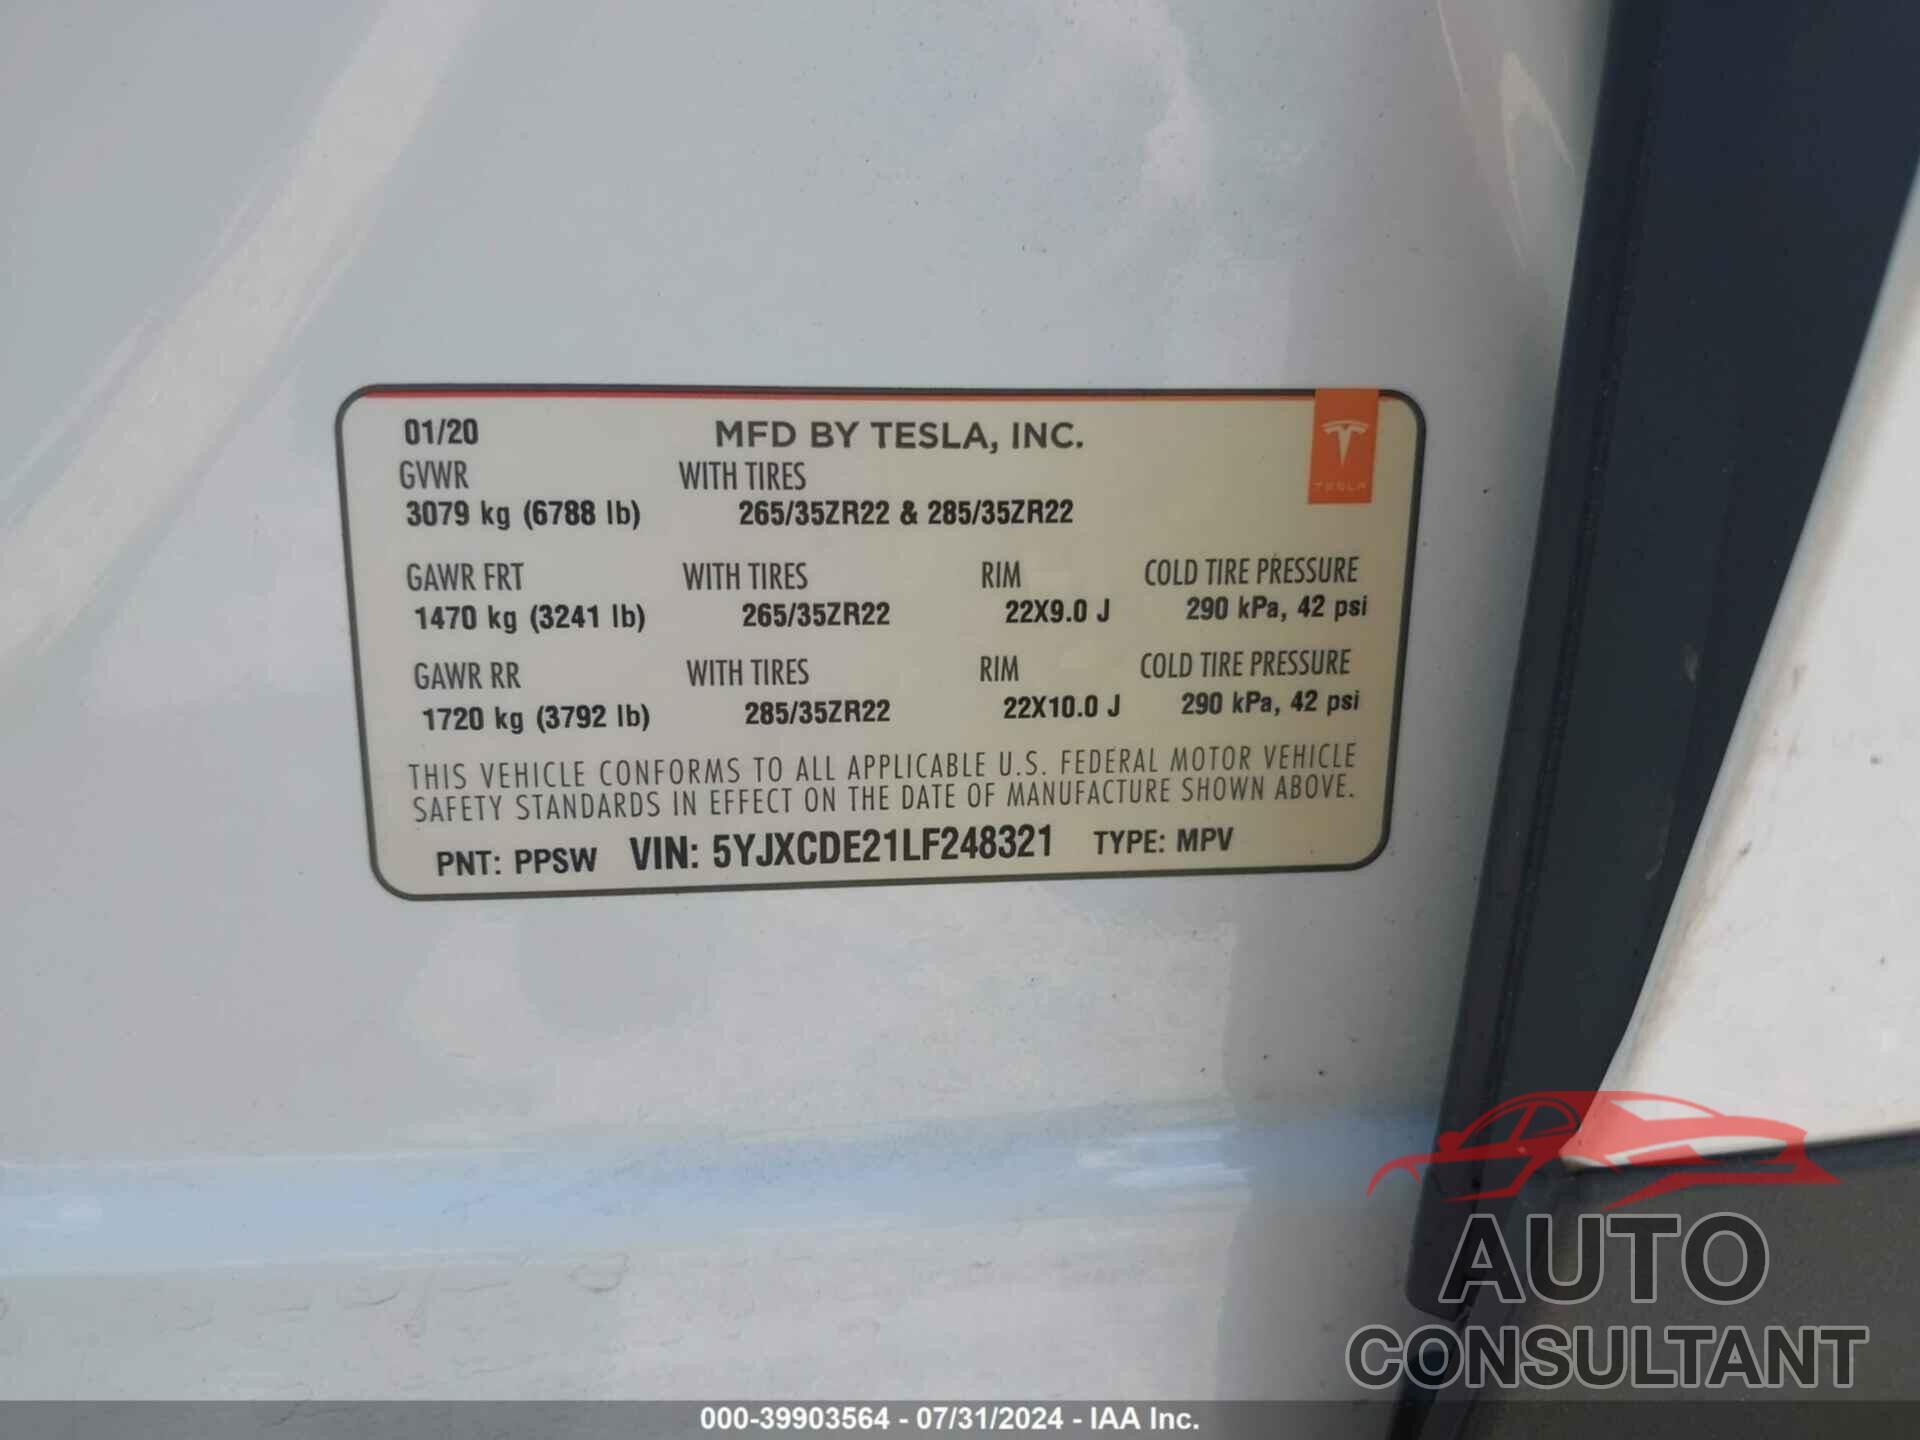 01/20 MFD BY TESLA, INC.
GVWR WITH TIRES
3079 kg (6788 lb) 265/35ZR22 & 285/35ZR22
TESLA
GAWR FRT WITH TIRES RIM COLD TIRE PRESSURE
1470 kg (3241 lb) 265/35ZR22 22X9.0 J 290 kPa, 42 psi
GAWR RR WITH TIRES RIM COLD TIRE PRESSURE
1720 kg (3792 lb) 285/35ZR22 22X10.0 J 290 kPa, 42 psi
THIS VEHICLE CONFORMS TO ALL APPLICABLE U.S. FEDERAL MOTOR VEHICLE
SAFETY STANDARDS IN EFFECT ON THE DATE OF MANUFACTURE SHOWN ABOVE.
PNT: PPSW VIN: 5YJXCDE21LF248321 TYPE: MPV
AUTO
CONSULTANT
000-39903564 - 07/31/2024 - IAA Inc.